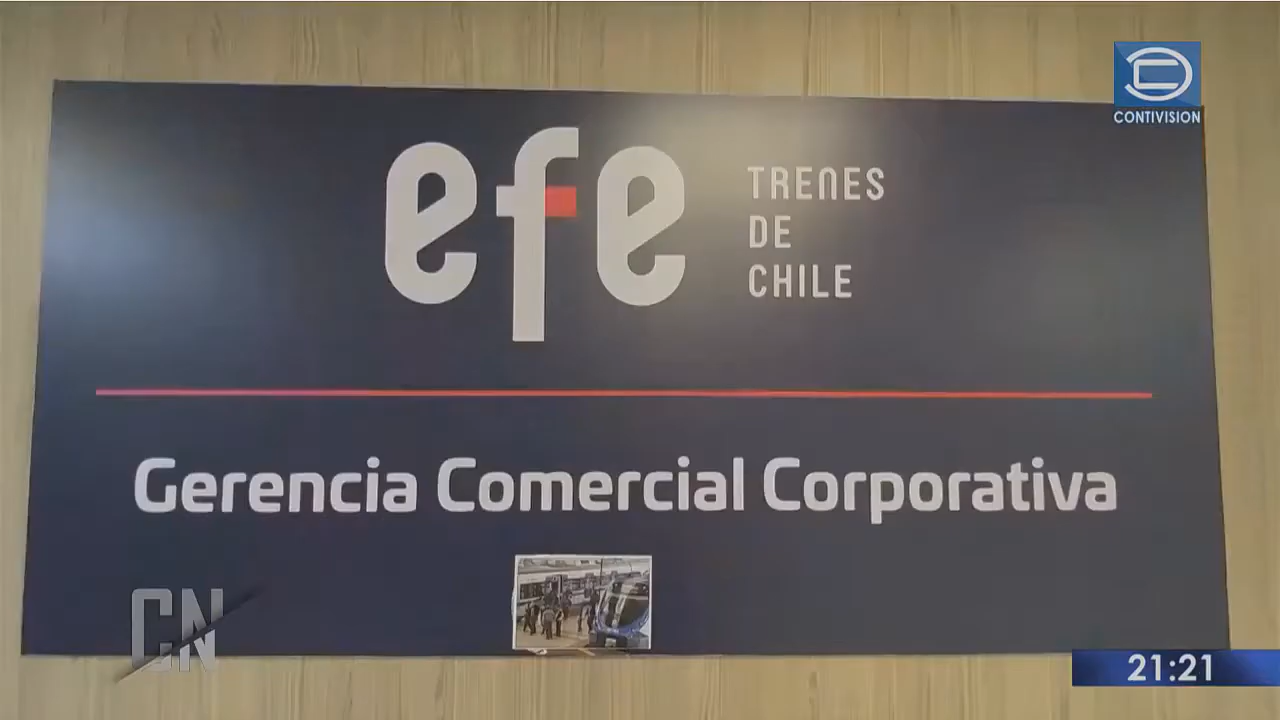 CONTIVISION
efe
TRENES
DE
CHILE
Gerencia Comercial Corporativa
CN
21:21